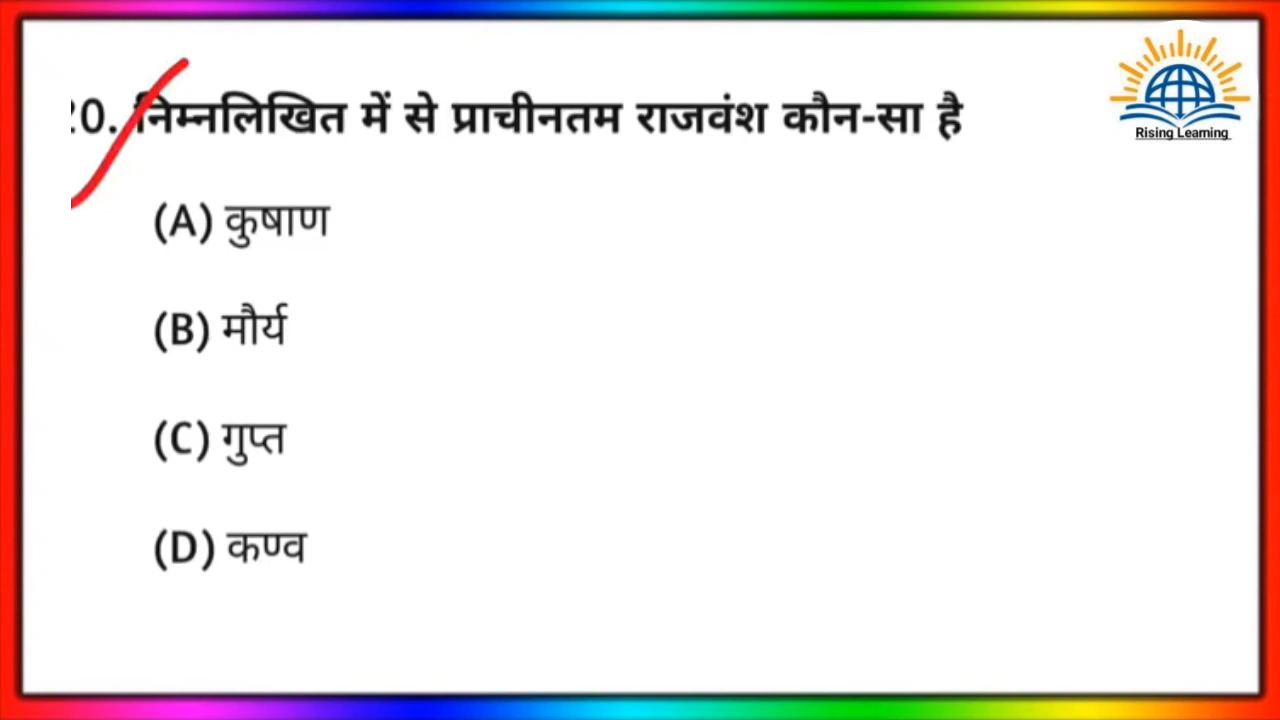 20. निम्नलिखित में से प्राचीनतम राजवंश कौन-सा है
Rising Learning
(A) कुषाण
(B) मौर्य
(C) गुप्त
(D) कण्व